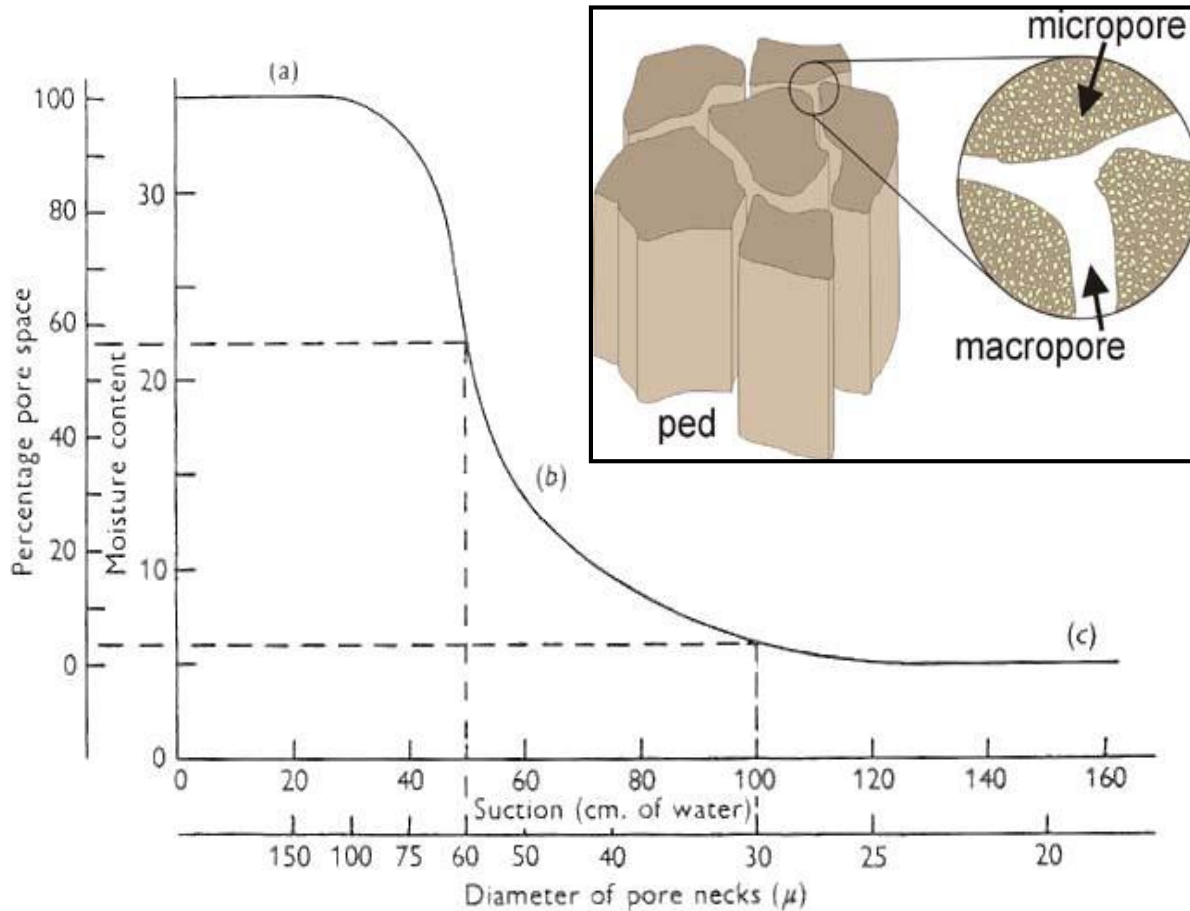 micropore
macropore
ped
(a)
(b)
(c)
Percentage pore space
100
80
60
40
20
0
Moisture content
30
20
10
0
0 20 40 60 80 100 120 140 160
Suction (cm. of water)
150 100 75 60 50 40 30 25 20
Diameter of pore necks (μ)